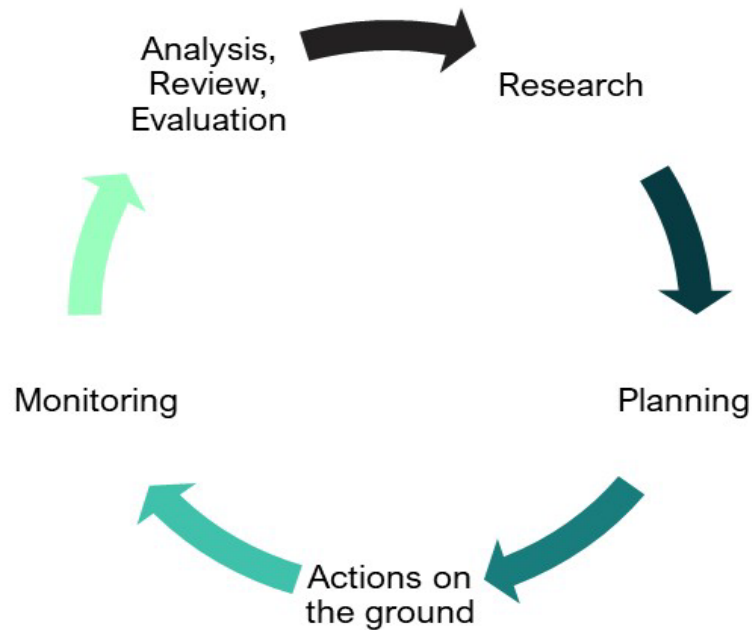 Analysis,
Review,
Evaluation
Research
Planning
Actions on
the ground
Monitoring